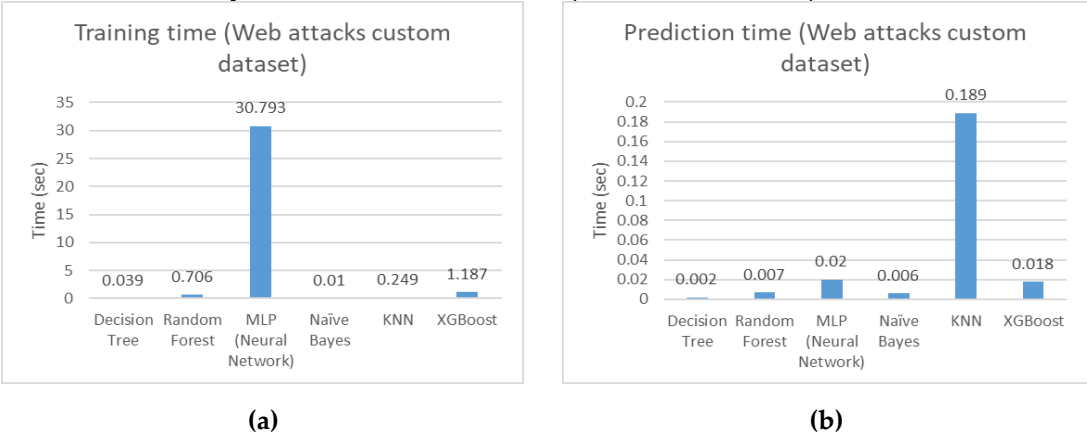 Training time (Web attacks custom
dataset)
Time (sec)
35
30
25
20
15
10
5
0
0.039
0.706
30.793
0.01
0.249
1.187
Decision Random MLP Naïve KNN XGBoost
Tree Forest (Neural Bayes
Network)
(a)
Prediction time (Web attacks custom
dataset)
Time (sec)
0.2
0.18
0.16
0.14
0.12
0.1
0.08
0.06
0.04
0.02
0
0.002
0.007
0.02
0.006
0.189
0.018
Decision Random MLP Naïve KNN XGBoost
Tree Forest (Neural Bayes
Network)
(b)